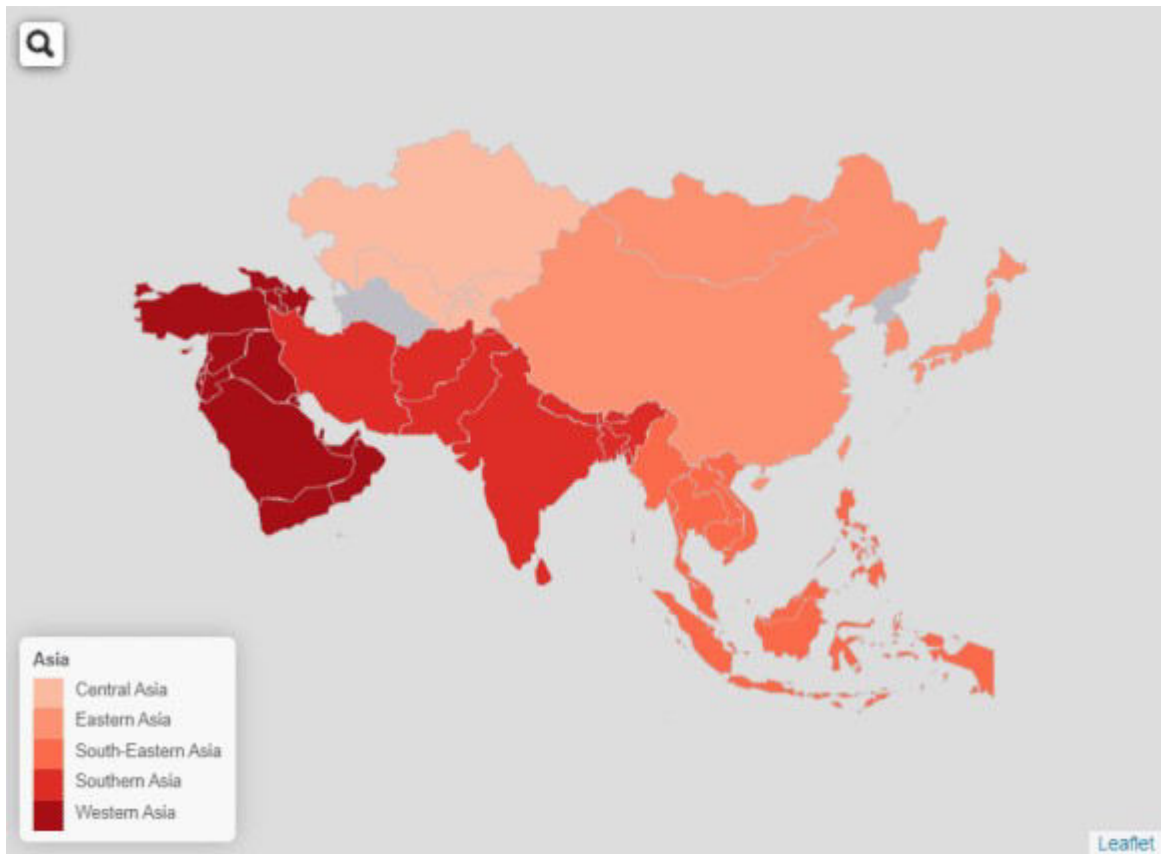 Asia
Central Asia
Eastern Asia
South-Eastern Asia
Southern Asia
Western Asia
Leaflet